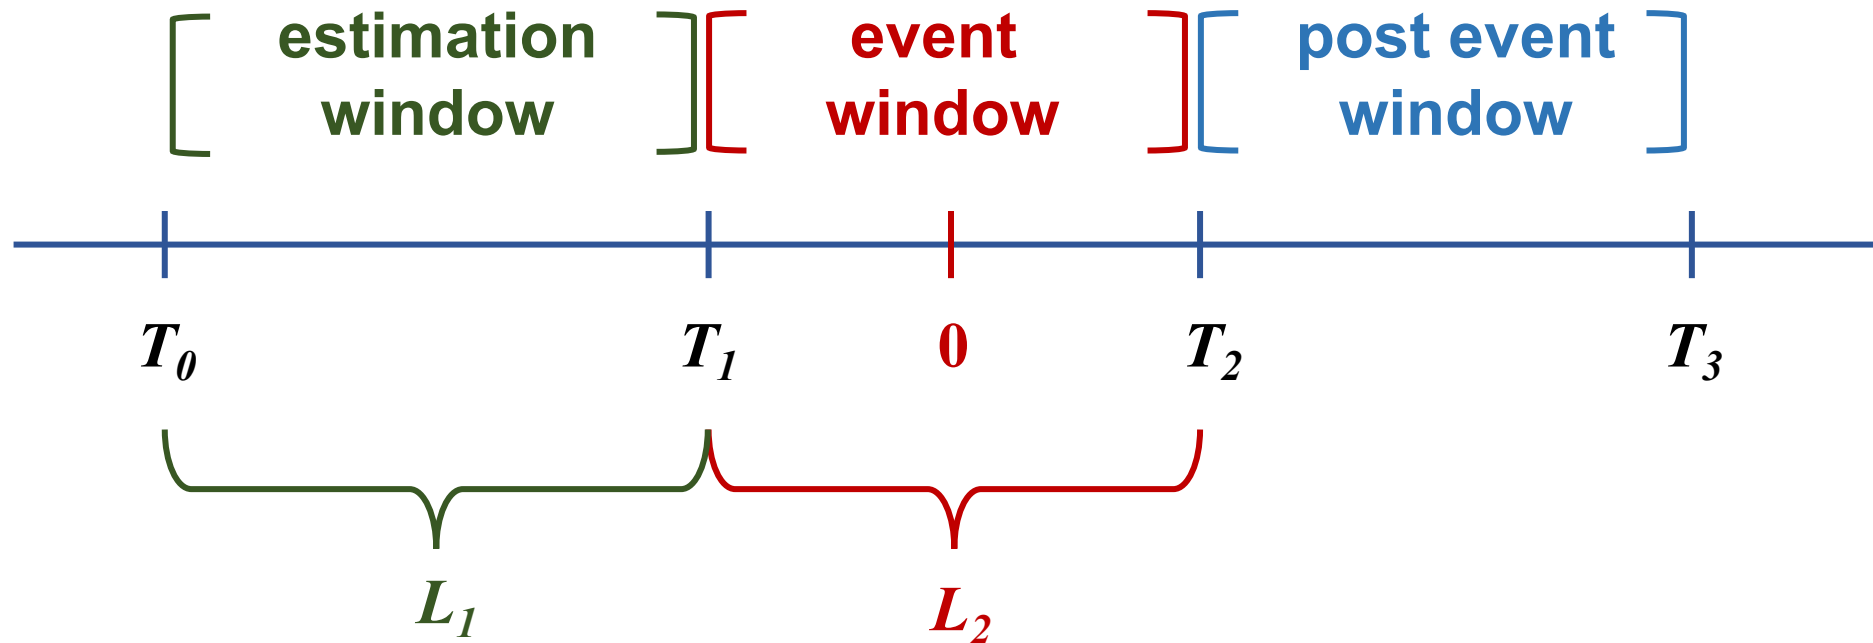 estimation
window
event
window
post event
window
T₀ T₁ 0 T₂ T₃
L₁ L₂